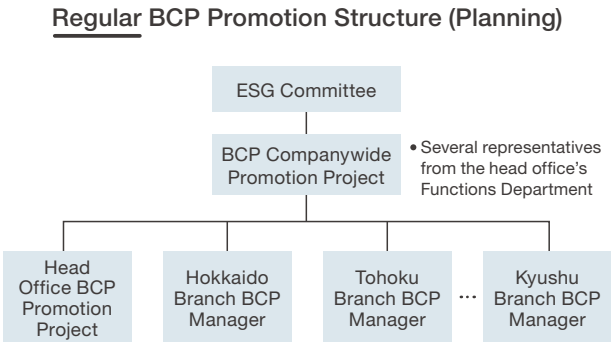 Regular BCP Promotion Structure (Planning)
ESG Committee
BCP Companywide
Promotion Project
• Several representatives
from the head office's
Functions Department
Head
Office BCP
Promotion
Project
Hokkaido
Branch BCP
Manager
Tohoku
Branch BCP
Manager
...
Kyushu
Branch BCP
Manager